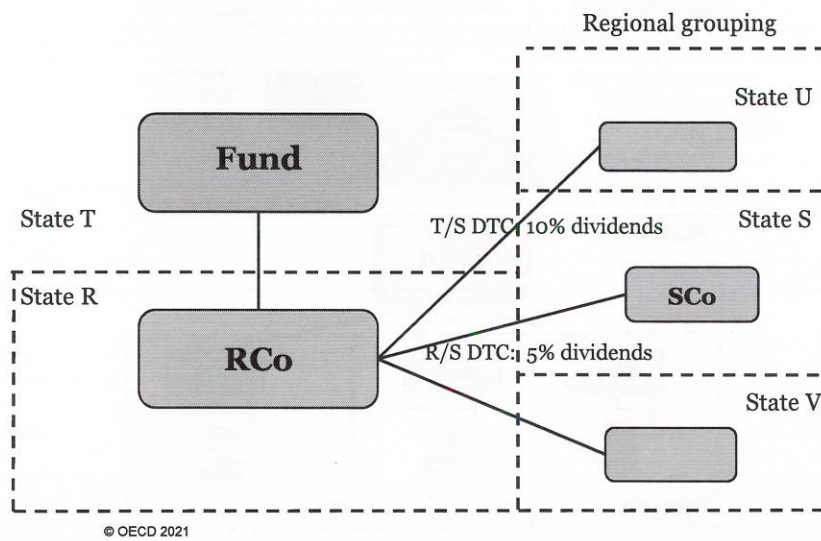 Regional grouping
State U
Fund
State T
T/S DTC: 10% dividends
State S
State R
SCo
RCo
R/S DTC: 5% dividends
State V
© OECD 2021